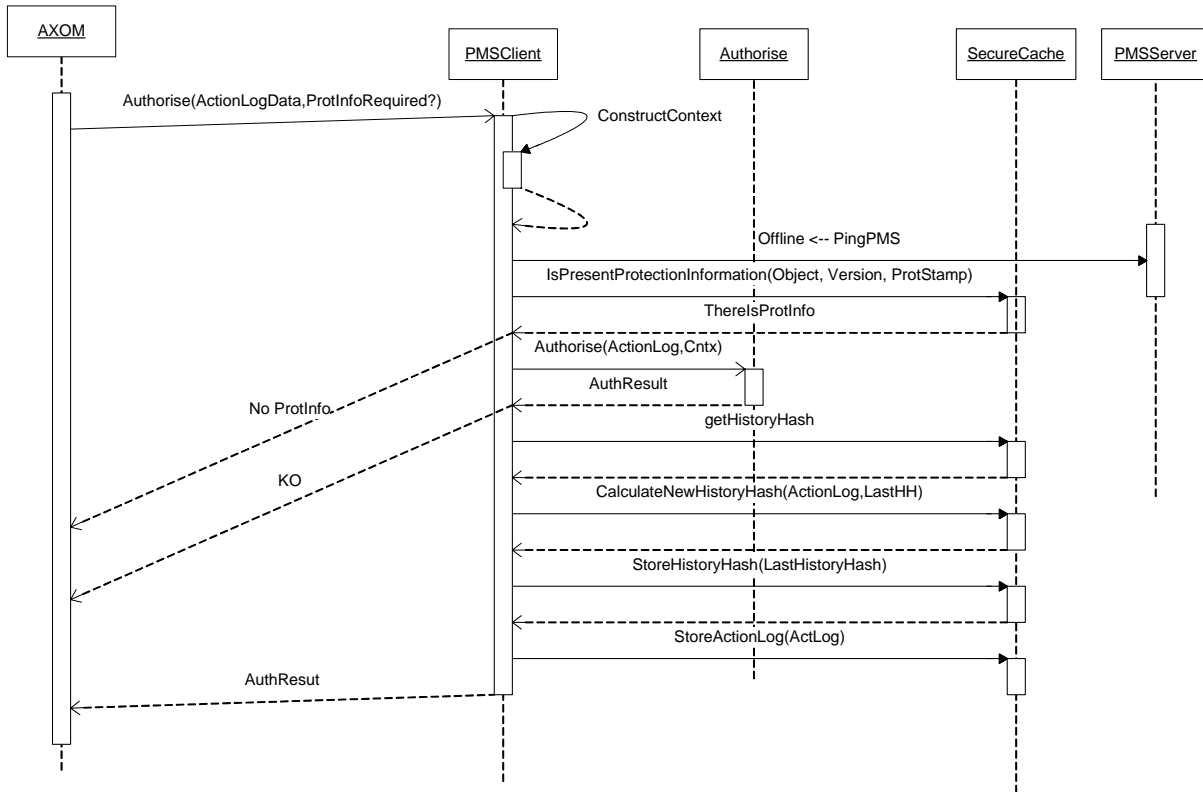 AXOM
PMSClient
Authorise
SecureCache
PMSServer
Authorise(ActionLogData,ProtInfoRequired?)
ConstructContext
Offline <-- PingPMS
IsPresentProtectionInformation(Object, Version, ProtStamp)
ThereIsProtInfo
Authorise(ActionLog,Cntx)
AuthResult
No ProtInfo
getHistoryHash
KO
CalculateNewHistoryHash(ActionLog,LastHH)
StoreHistoryHash(LastHistoryHash)
StoreActionLog(ActLog)
AuthResut